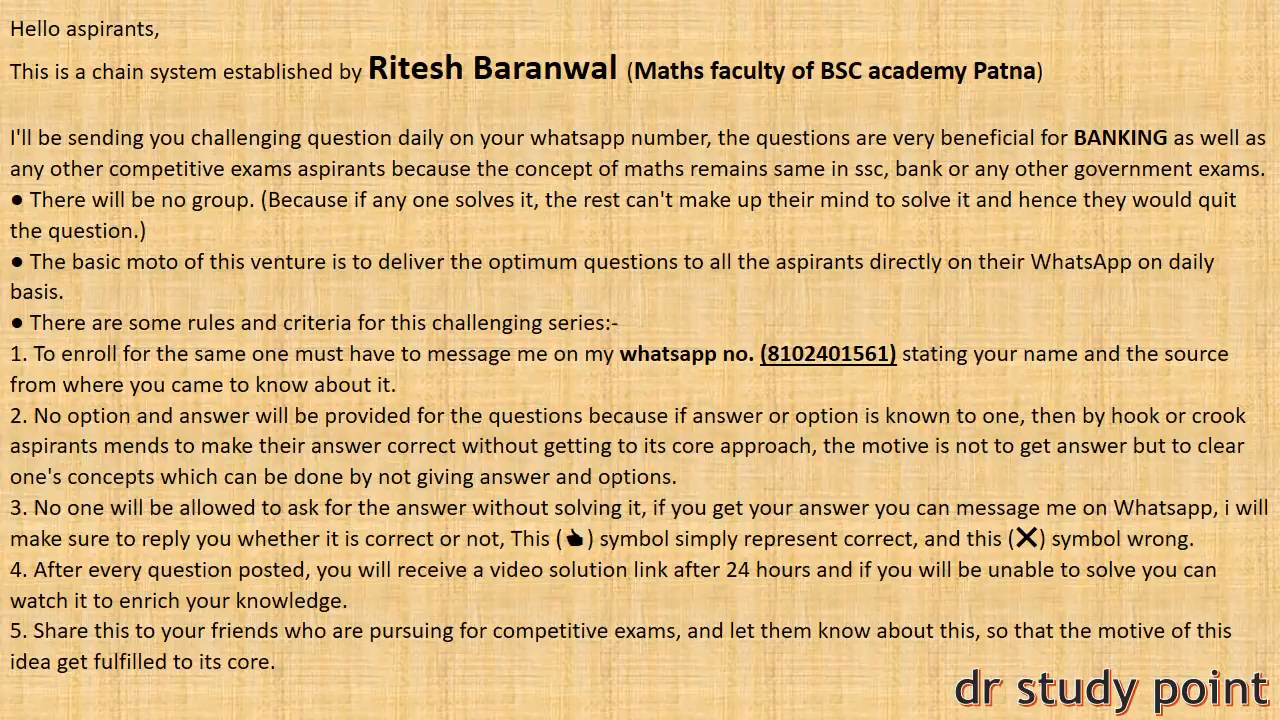 Hello aspirants,
This is a chain system established by Ritesh Baranwal (Maths faculty of BSC academy Patna)
I'll be sending you challenging question daily on your whatsapp number, the questions are very beneficial for BANKING as well as
any other competitive exams aspirants because the concept of maths remains same in ssc, bank or any other government exams.
● There will be no group. (Because if any one solves it, the rest can't make up their mind to solve it and hence they would quit
the question.)
● The basic moto of this venture is to deliver the optimum questions to all the aspirants directly on their WhatsApp on daily
basis.
● There are some rules and criteria for this challenging series:-
1. To enroll for the same one must have to message me on my whatsapp no. (8102401561) stating your name and the source
from where you came to know about it.
2. No option and answer will be provided for the questions because if answer or option is known to one, then by hook or crook
aspirants mends to make their answer correct without getting to its core approach, the motive is not to get answer but to clear
one's concepts which can be done by not giving answer and options.
3. No one will be allowed to ask for the answer without solving it, if you get your answer you can message me on Whatsapp, i will
make sure to reply you whether it is correct or not, This (👍) symbol simply represent correct, and this (❌) symbol wrong.
4. After every question posted, you will receive a video solution link after 24 hours and if you will be unable to solve you can
watch it to enrich your knowledge.
5. Share this to your friends who are pursuing for competitive exams, and let them know about this, so that the motive of this
idea get fulfilled to its core.
dr study point